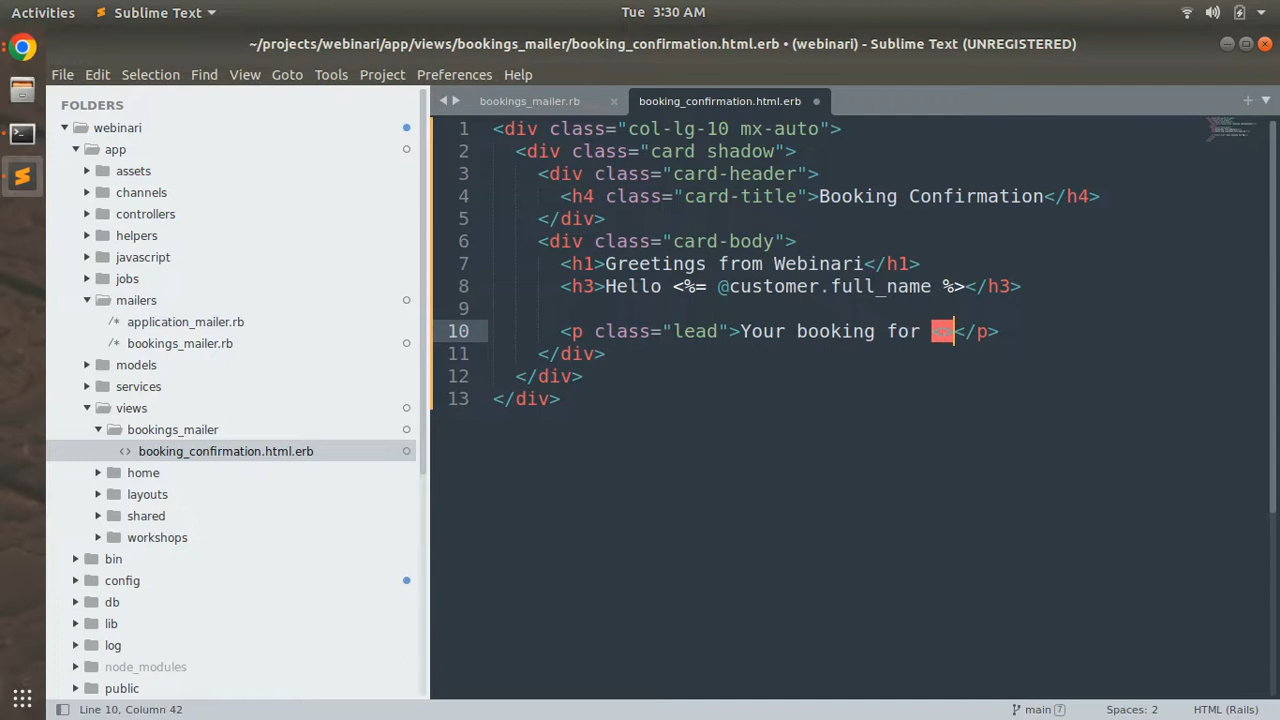 Activities Sublime Text Tue 3:30 AM
~/projects/webinari/app/views/bookings_mailer/booking_confirmation.html.erb • (webinari) - Sublime Text (UNREGISTERED)
File Edit Selection Find View Goto Tools Project Preferences Help
FOLDERS
webinari
app
assets
channels
controllers
helpers
javascript
jobs
mailers
/* application_mailer.rb
/* bookings_mailer.rb
models
services
views
bookings_mailer
<> booking_confirmation.html.erb
home
layouts
shared
workshops
bin
config
db
lib
log
node_modules
public
bookings_mailer.rb × booking_confirmation.html.erb
1 <div class="col-lg-10 mx-auto">
2 <div class="card shadow">
3 <div class="card-header">
4 <h4 class="card-title">Booking Confirmation</h4>
5 </div>
6 <div class="card-body">
7 <h1>Greetings from Webinari</h1>
8 <h3>Hello <%= @customer.full_name %></h3>
9
10 <p class="lead">Your booking for <></p>
11 </div>
12 </div>
13 </div>
Line 10, Column 42 main 7 Spaces: 2 HTML (Rails)